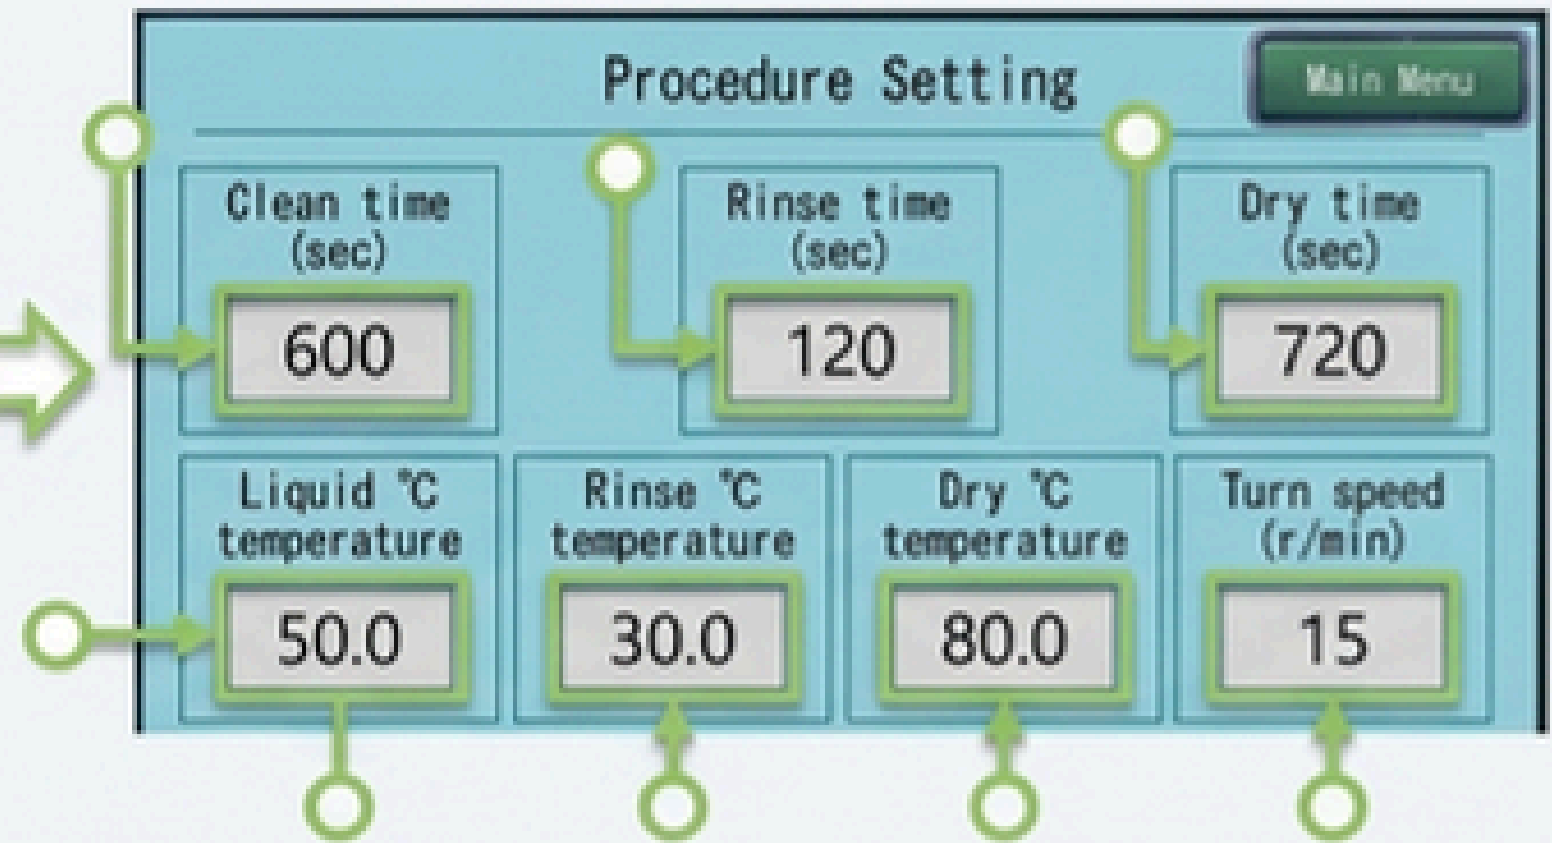 Procedure Setting
Main Menu
Clean time
(sec)
600
Rinse time
(sec)
120
Dry time
(sec)
720
Liquid ℃
temperature
50.0
Rinse ℃
temperature
30.0
Dry ℃
temperature
80.0
Turn speed
(r/min)
15